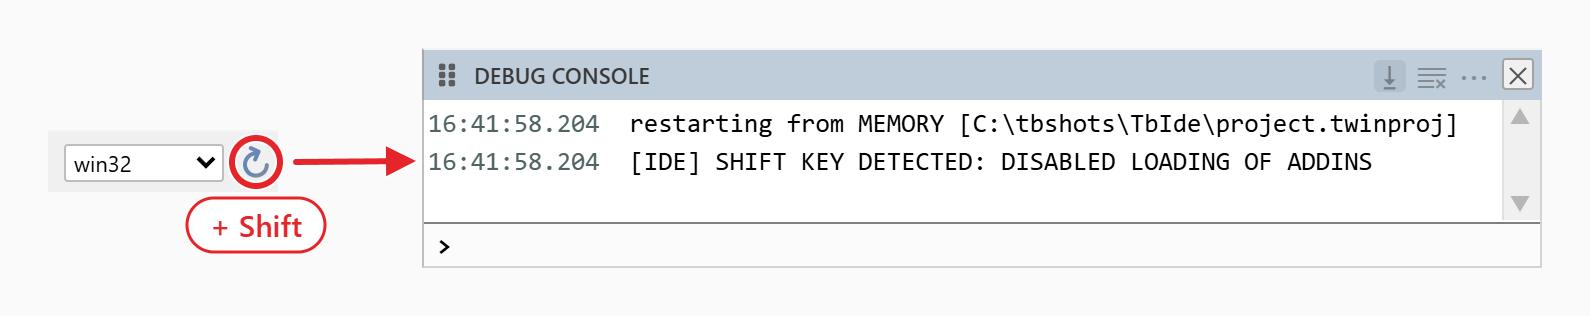 win32
+ Shift
DEBUG CONSOLE
16:41:58.204 restarting from MEMORY [C:\tbshots\TbIde\project.twinproj]
16:41:58.204 [IDE] SHIFT KEY DETECTED: DISABLED LOADING OF ADDINS
>